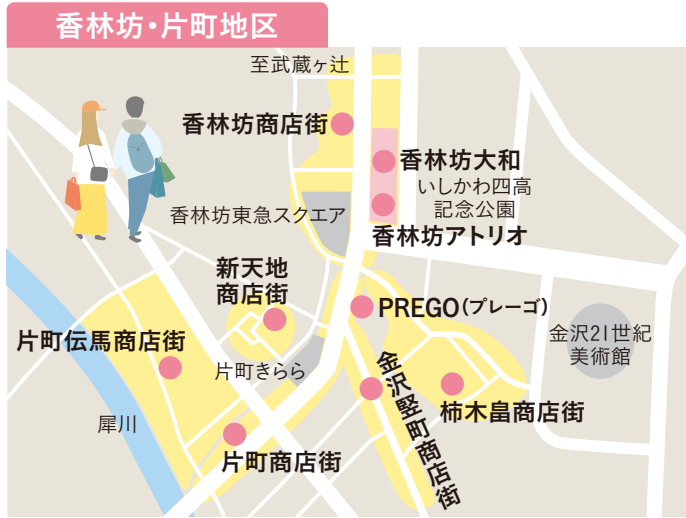 香林坊・片町地区
至武蔵ヶ辻
香林坊商店街
香林坊大和
いしかわ四高
記念公園
香林坊東急スクエア
香林坊アトリオ
新天地
商店街
PREGO(プレーゴ)
金沢21世紀
美術館
片町伝馬商店街
片町きらら
金沢竪町商店街
柿木畠商店街
犀川
片町商店街